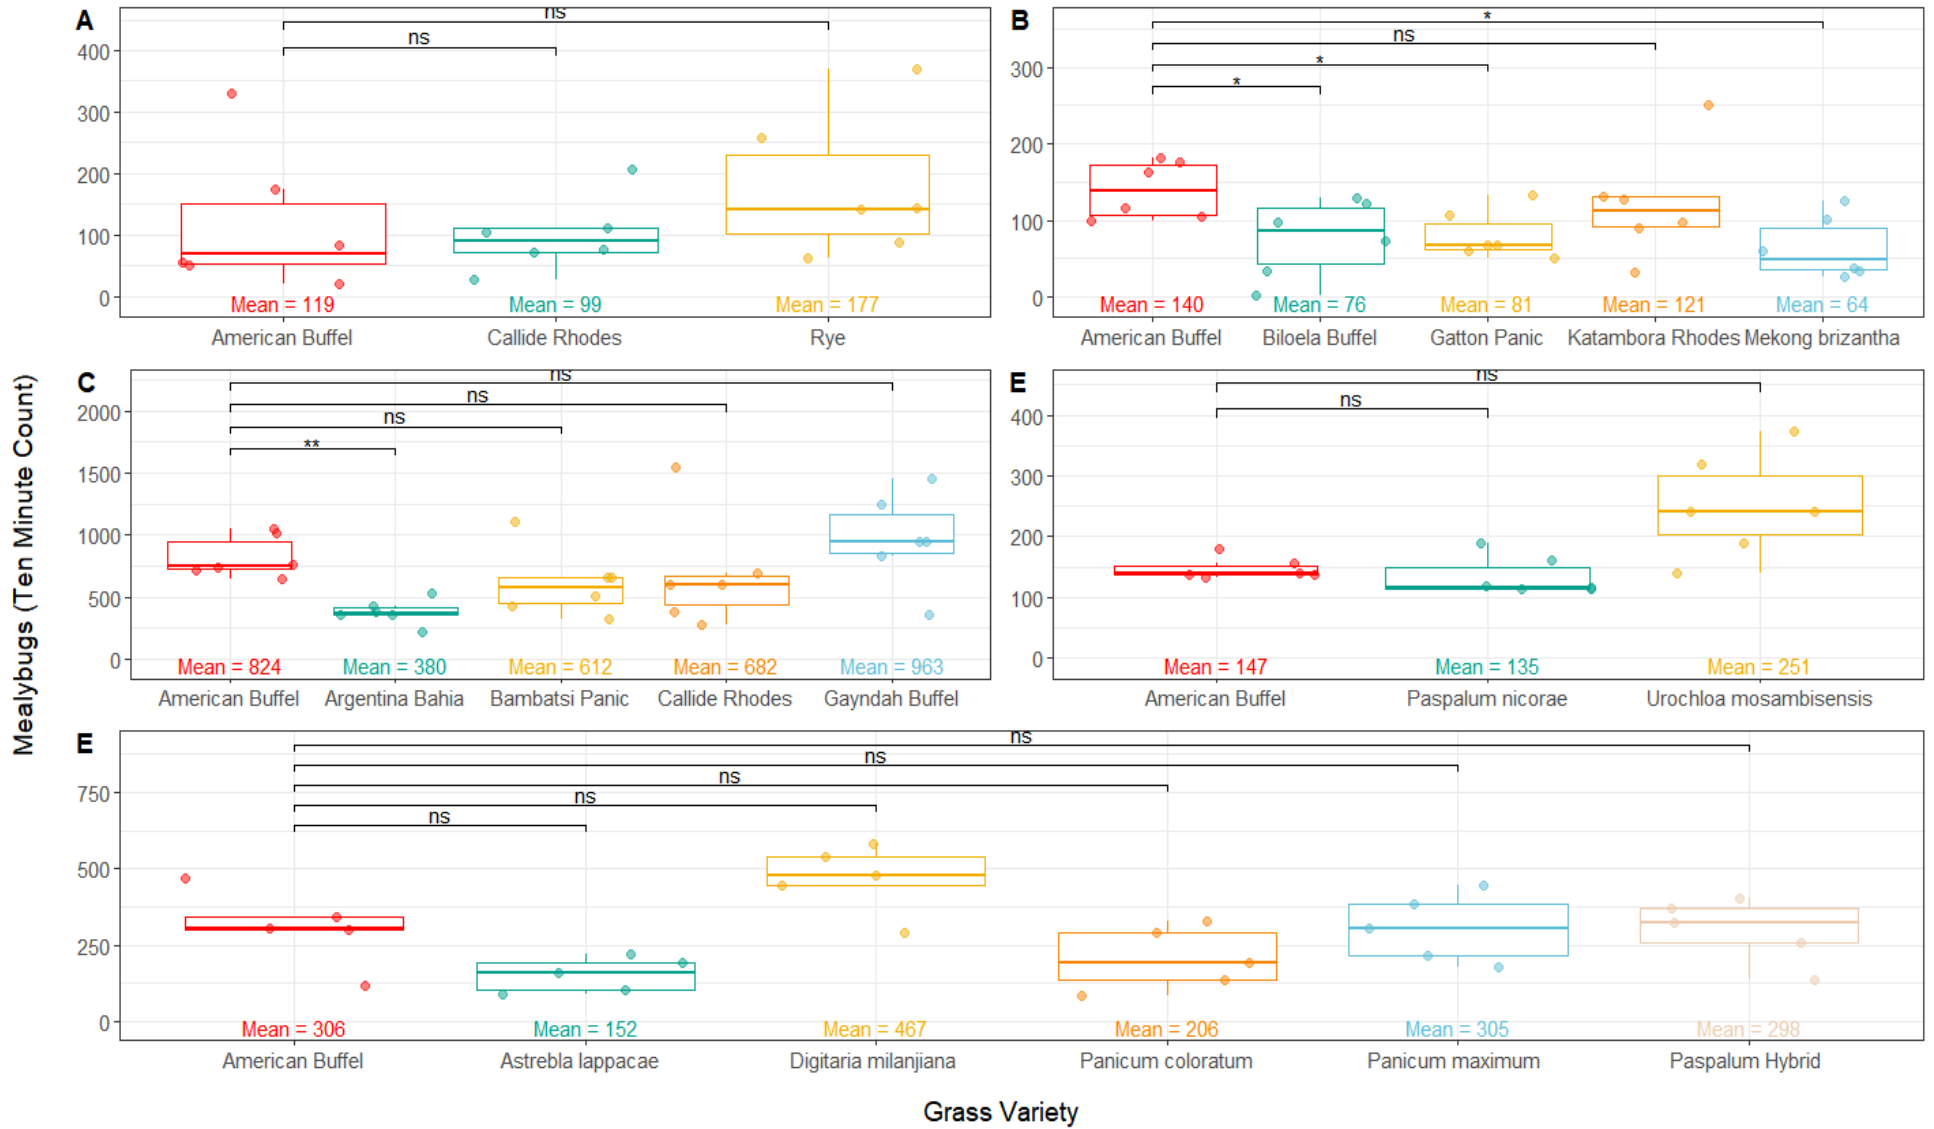 A
ns
ns
400
300
200
100
0
Mean = 119
Mean = 99
Mean = 177
American Buffel
Callide Rhodes
Rye
B
*
ns
*
*
300
200
100
0
Mean = 140
Mean = 76
Mean = 81
Mean = 121
Mean = 64
American Buffel
Biloela Buffel
Gatton Panic
Katambora Rhodes
Mekong brizantha
Mealybugs (Ten Minute Count)
C
ns
ns
ns
**
2000
1500
1000
500
0
Mean = 824
Mean = 380
Mean = 612
Mean = 682
Mean = 963
American Buffel
Argentina Bahia
Bambatsi Panic
Callide Rhodes
Gayndah Buffel
E
ns
ns
400
300
200
100
0
Mean = 147
Mean = 135
Mean = 251
American Buffel
Paspalum nicorae
Urochloa mosambisensis
E
ns
ns
ns
ns
ns
750
500
250
0
Mean = 306
Mean = 152
Mean = 467
Mean = 206
Mean = 305
Mean = 298
American Buffel
Astrebla lappacae
Digitaria milanjiana
Panicum coloratum
Panicum maximum
Paspalum Hybrid
Grass Variety